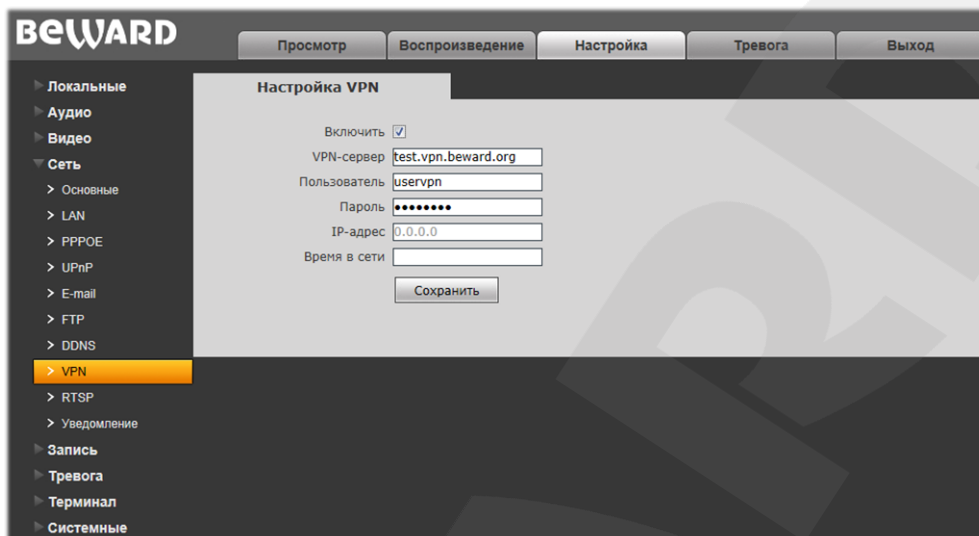 BEWARD
Просмотр Воспроизведение Настройка Тревога Выход
Локальные
Аудио
Видео
Сеть
Основные
LAN
PPPOE
UPnP
E-mail
FTP
DDNS
VPN
RTSP
Уведомление
Запись
Тревога
Терминал
Системные
Настройка VPN
Включить
VPN-сервер test.vpn.beward.org
Пользователь uservpn
Пароль ••••••••
IP-адрес 0.0.0.0
Время в сети
Сохранить